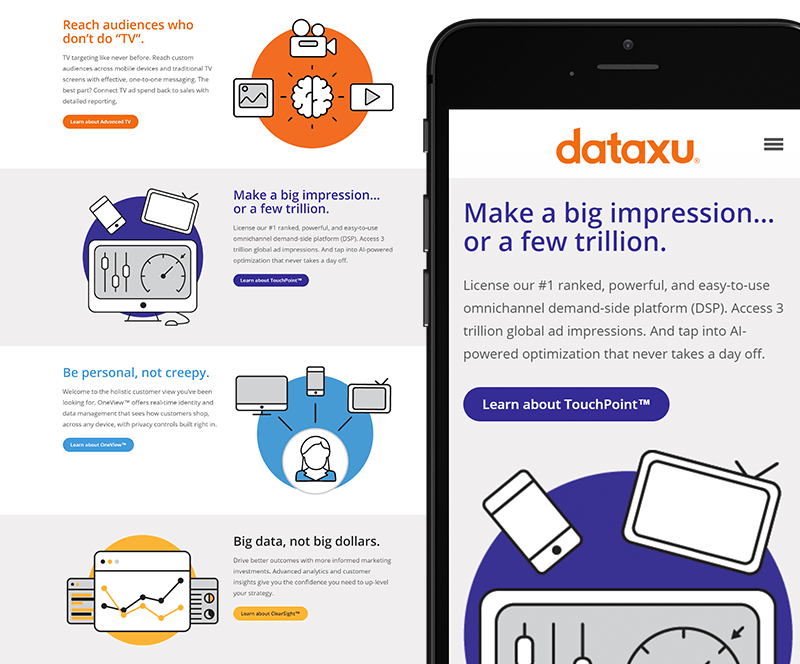 Reach audiences who
don’t do “TV”.
TV targeting like never before. Reach custom
audiences across mobile devices and traditional TV
screens with effective, one-to-one messaging. The
best part? Connect TV ad spend back to sales with
detailed reporting.
Learn about Advanced TV
Make a big impression...
or a few trillion.
License our #1 ranked, powerful, and easy-to-use
omnichannel demand-side platform (DSP). Access 3
trillion global ad impressions. And tap into AI-powered
optimization that never takes a day off.
Learn about TouchPoint™
Be personal, not creepy.
Welcome to the holistic customer view you’ve been
looking for. OneView™ offers real-time identity and
data management that sees how customers shop,
across any device, with privacy controls built right in.
Learn about OneView™
Big data, not big dollars.
Drive better outcomes with more informed marketing
investments. Advanced analytics and customer
insights give you the confidence you need to up-level
your strategy.
Learn about ClearSight™
dataxu®
Make a big impression...
or a few trillion.
License our #1 ranked, powerful, and easy-to-use
omnichannel demand-side platform (DSP). Access 3
trillion global ad impressions. And tap into AI-
powered optimization that never takes a day off.
Learn about TouchPoint™